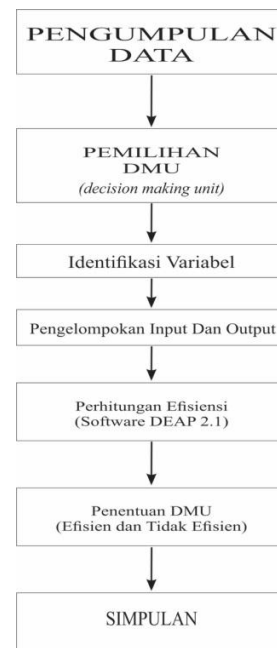 PENGUMPULAN
DATA
PEMILIHAN
DMU
(decision making unit)
Identifikasi Variabel
Pengelompokan Input Dan Output
Perhitungan Efisiensi
(Software DEAP 2.1)
Penentuan DMU
(Efisien dan Tidak Efisien)
SIMPULAN